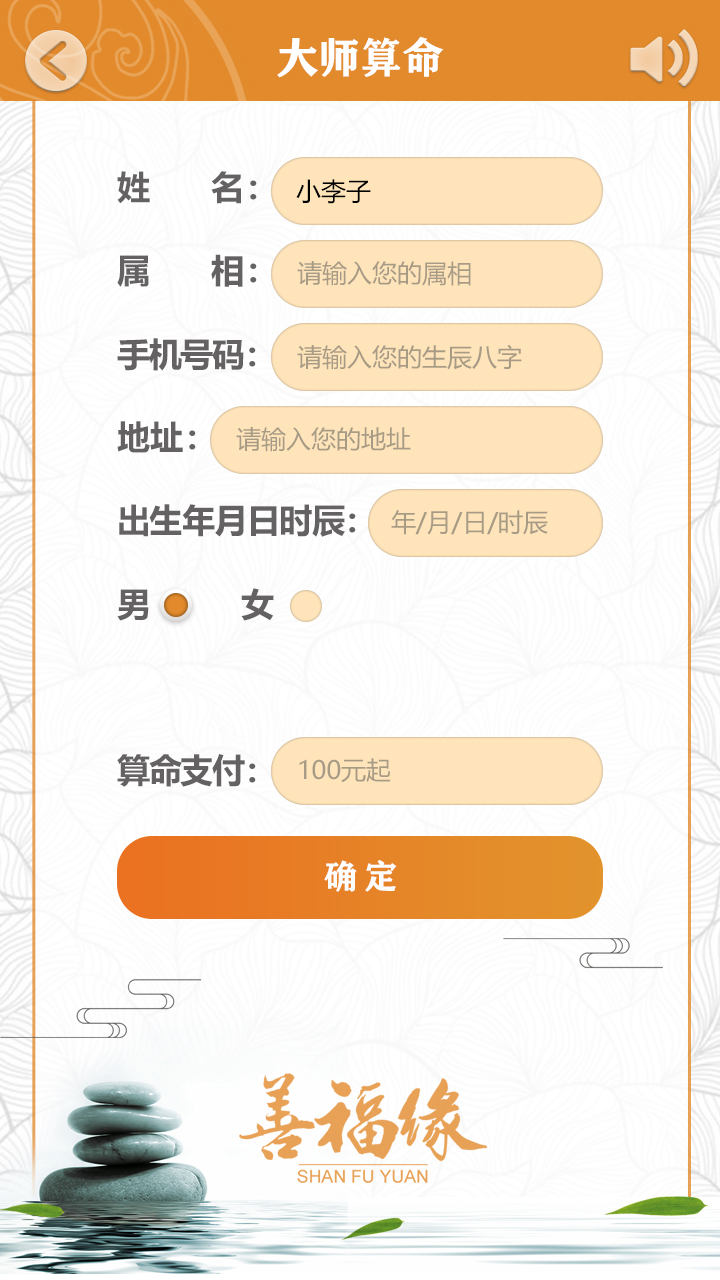 大师算命
姓 名： 小李子
属 相： 请输入您的属相
手机号码： 请输入您的生辰八字
地址： 请输入您的地址
出生年月日时辰： 年/月/日/时辰
男 女
算命支付： 100元起
确定
善福缘
SHAN FU YUAN